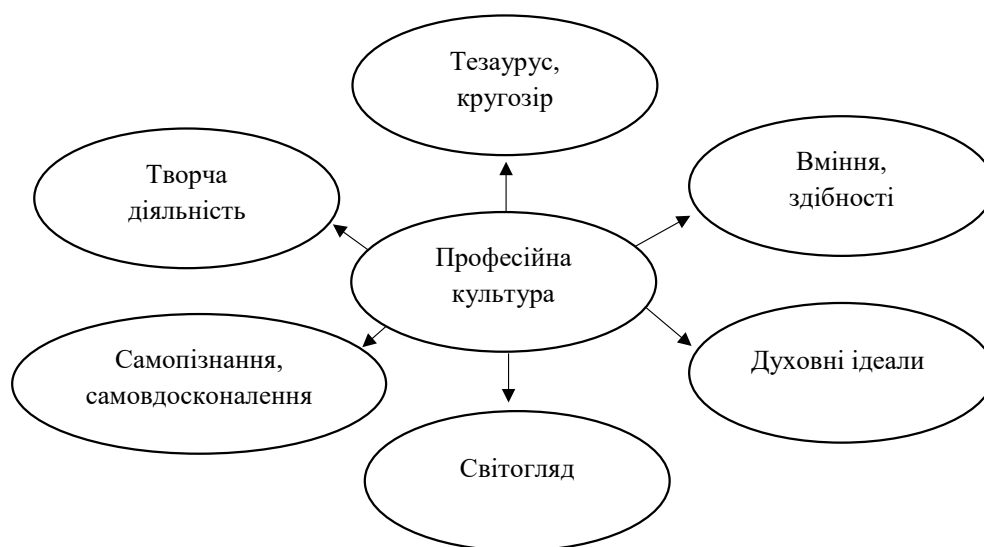 Тезаурус,
кругозір
Творча
діяльність
Вміння,
здібності
Професійна
культура
Самопізнання,
самовдосконалення
Духовні ідеали
Світогляд